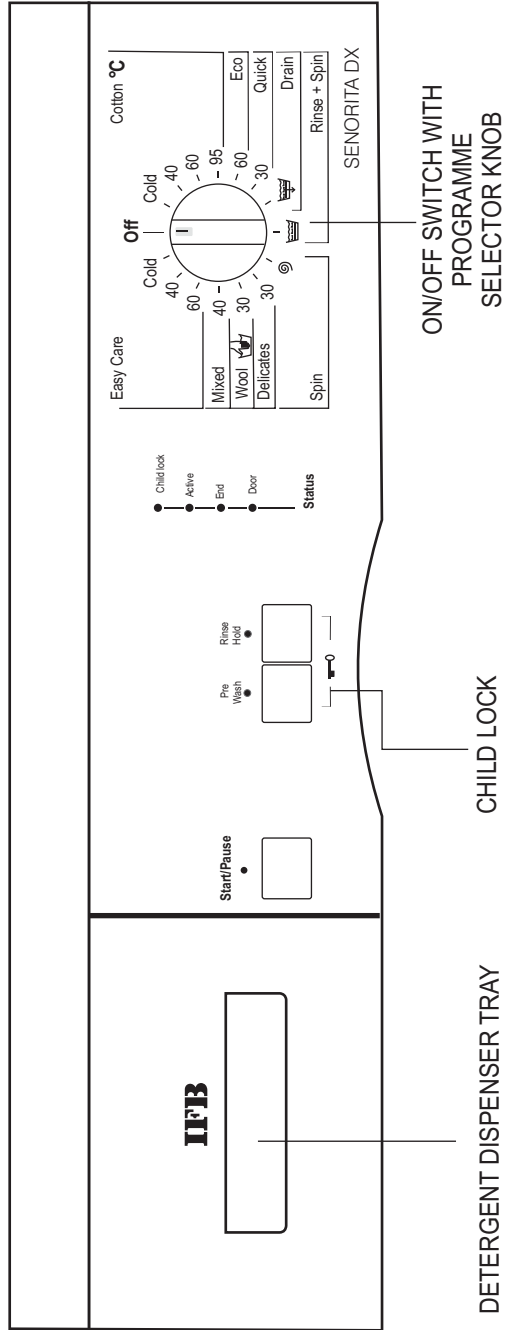 IFB
Start/Pause
Pre
Wash
Rinse
Hold
Child lock
Active
End
Door
Status
Easy Care
Mixed
Wool
Delicates
Spin
Off
Cold
40
60
40
30
30
Cold
40
60
95
60
30
Cotton °C
Eco
Quick
Drain
Rinse + Spin
SENORITA DX
DETERGENT DISPENSER TRAY
CHILD LOCK
ON/OFF SWITCH WITH
PROGRAMME
SELECTOR KNOB